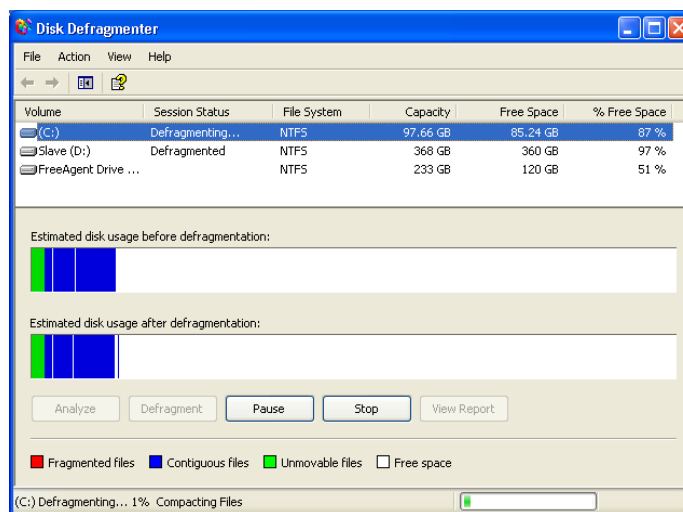 Disk Defragmenter
File Action View Help
Volume Session Status File System Capacity Free Space % Free Space
(C:) Defragmenting... NTFS 97.66 GB 85.24 GB 87 %
Slave (D:) Defragmented NTFS 368 GB 360 GB 97 %
FreeAgent Drive ... NTFS 233 GB 120 GB 51 %
Estimated disk usage before defragmentation:
Estimated disk usage after defragmentation:
Analyze Defragment Pause Stop View Report
Fragmented files Contiguous files Unmovable files Free space
(C:) Defragmenting... 1% Compacting Files